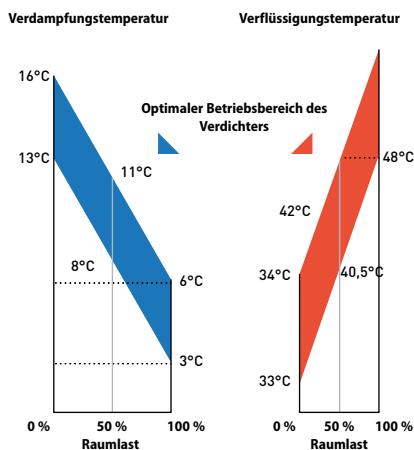 Verdampfungstemperatur
Verflüssigungstemperatur
16°C
Optimaler Betriebsbereich des
Verdichters
13°C
11°C
48°C
42°C
8°C
6°C
34°C
40,5°C
3°C
33°C
0 %
50 %
100 %
0 %
50 %
100 %
Raumlast
Raumlast